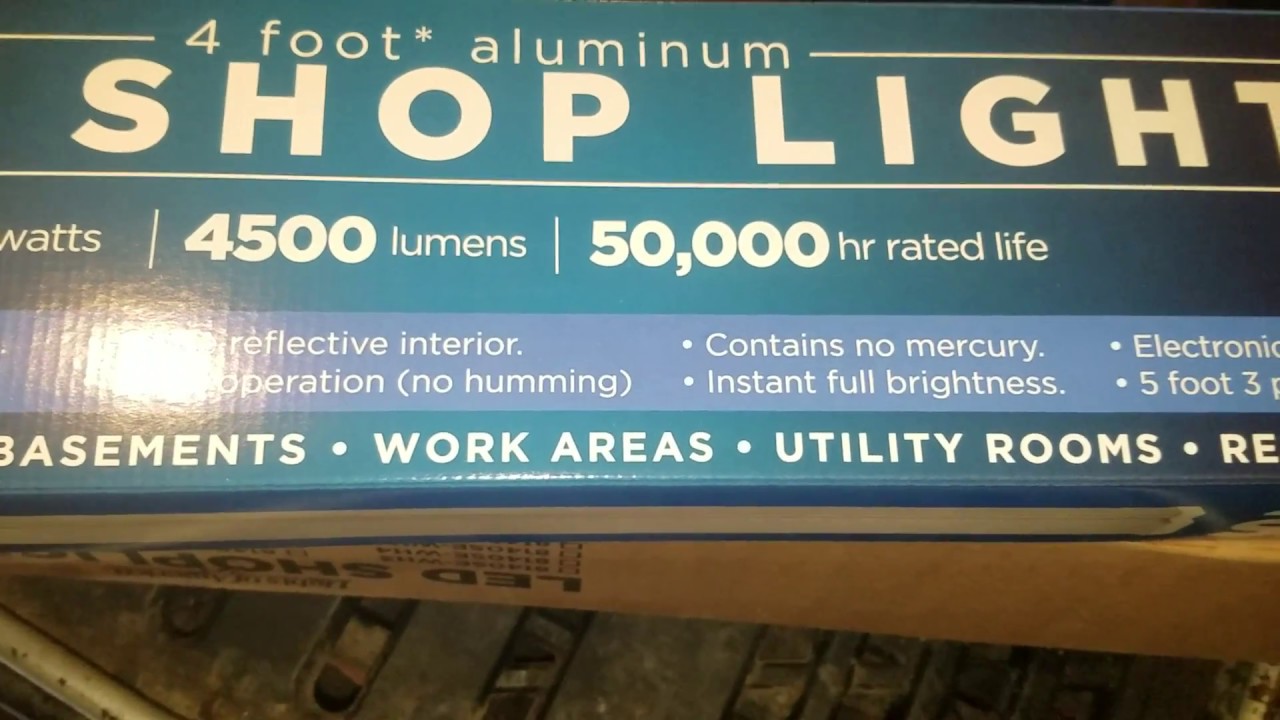 4 foot* aluminum
SHOP LIGHT
watts | 4500 lumens | 50,000 hr rated life
reflective interior. • Contains no mercury. • Electronic
operation (no humming) • Instant full brightness. • 5 foot 3 p
BASEMENTS • WORK AREAS • UTILITY ROOMS • RE
LED SHOP LIG